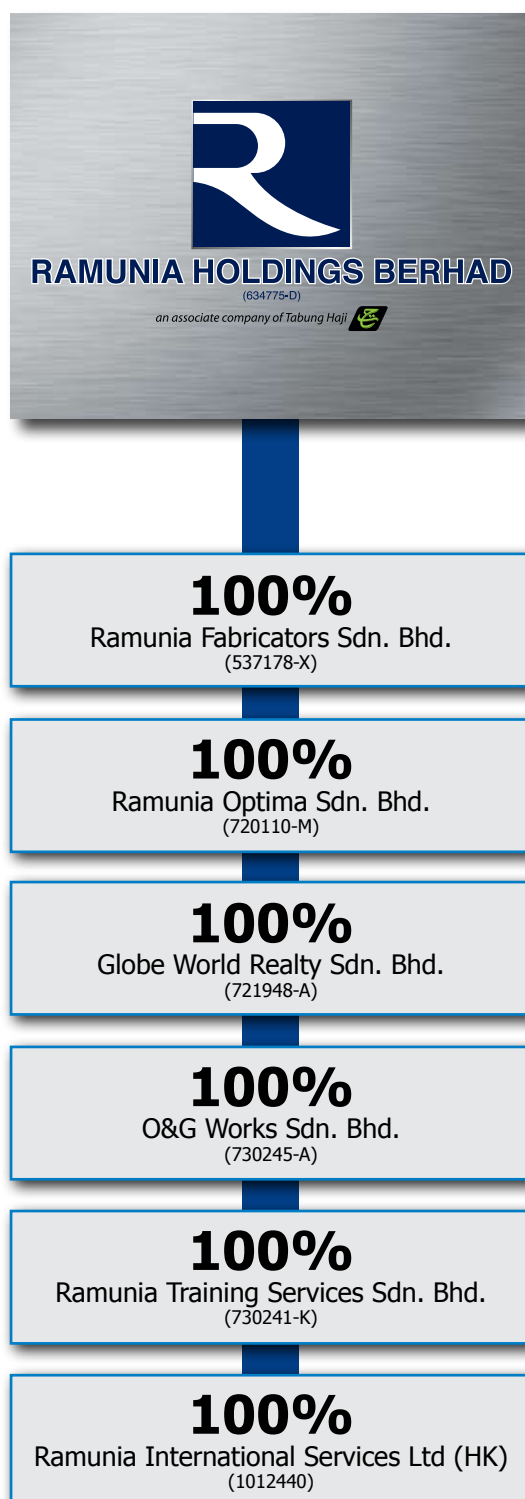 RAMUNIA HOLDINGS BERHAD
(634775-D)
an associate company of Tabung Haji
100%
Ramunia Fabricators Sdn. Bhd.
(537178-X)
100%
Ramunia Optima Sdn. Bhd.
(720110-M)
100%
Globe World Realty Sdn. Bhd.
(721948-A)
100%
O&G Works Sdn. Bhd.
(730245-A)
100%
Ramunia Training Services Sdn. Bhd.
(730241-K)
100%
Ramunia International Services Ltd (HK)
(1012440)